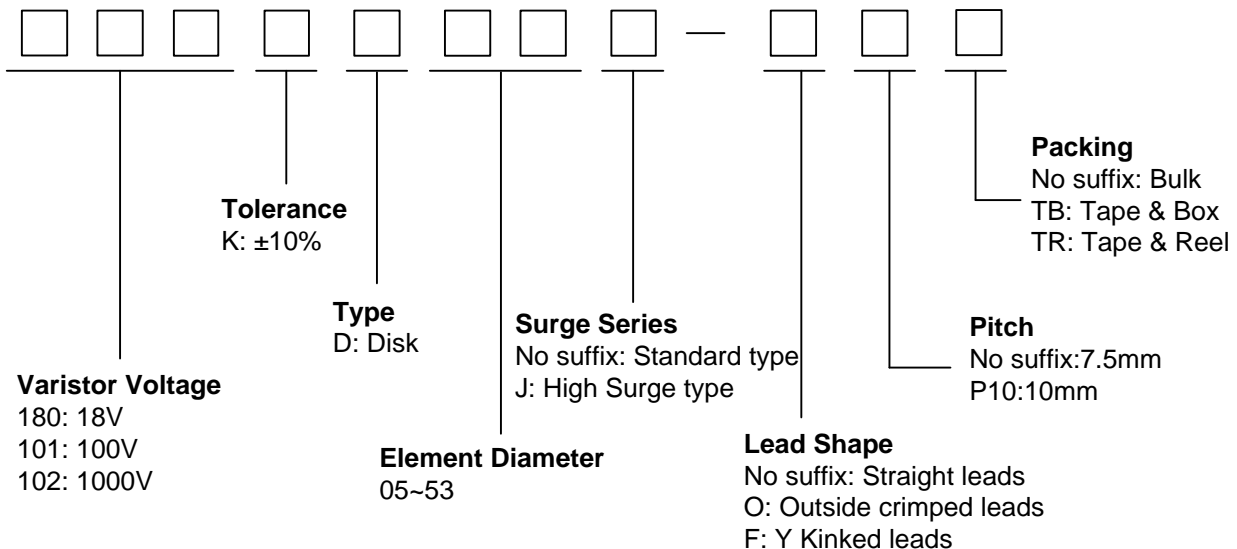 Tolerance
K: ±10%
Type
D: Disk
Varistor Voltage
180: 18V
101: 100V
102: 1000V
Element Diameter
05~53
Surge Series
No suffix: Standard type
J: High Surge type
Lead Shape
No suffix: Straight leads
O: Outside crimped leads
F: Y Kinked leads
Pitch
No suffix:7.5mm
P10:10mm
Packing
No suffix: Bulk
TB: Tape & Box
TR: Tape & Reel